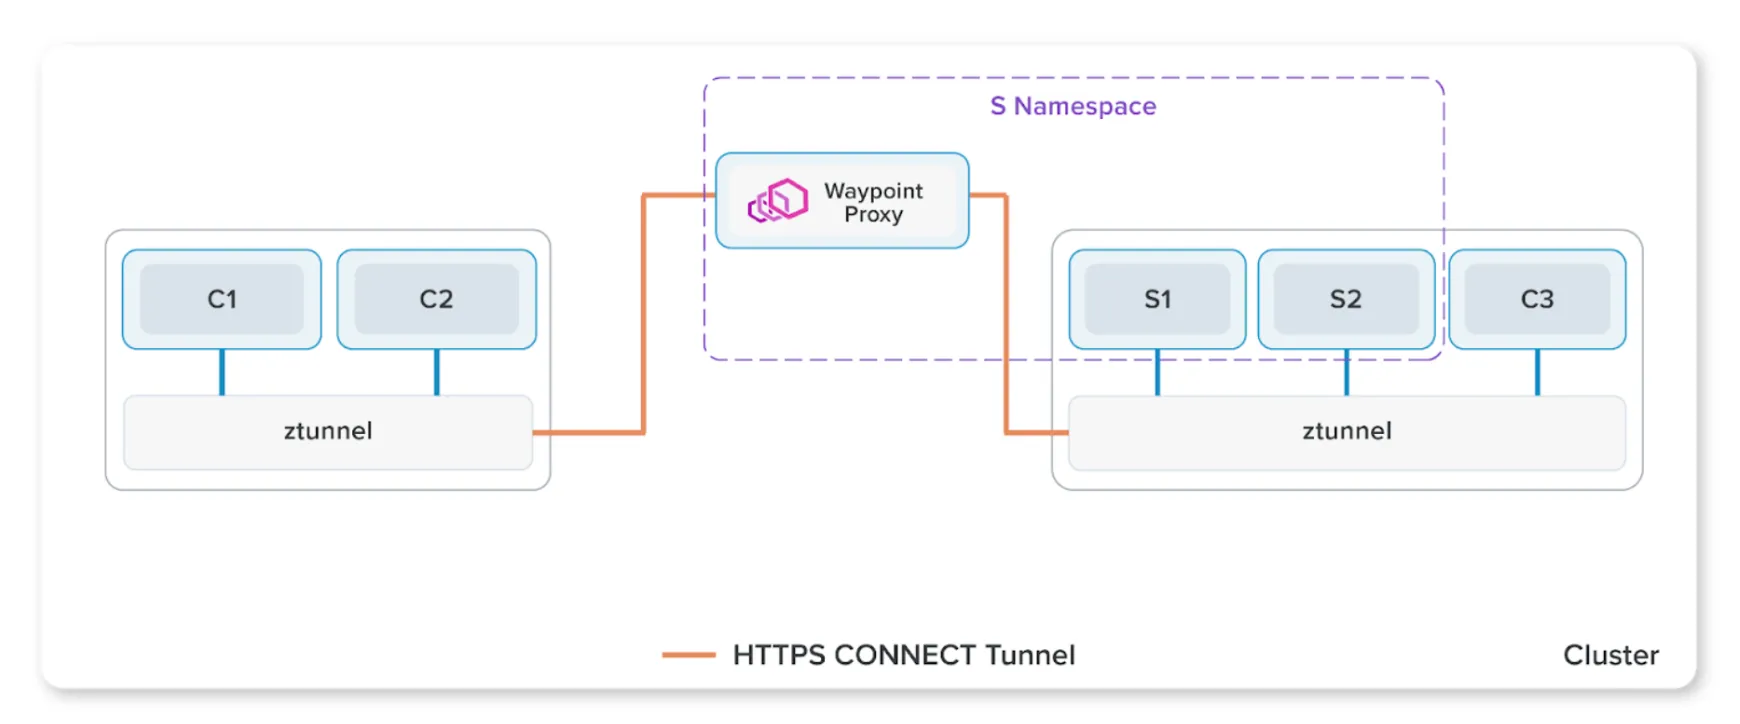 S Namespace
Waypoint
Proxy
C1
C2
S1
S2
C3
ztunnel
ztunnel
HTTPS CONNECT Tunnel
Cluster